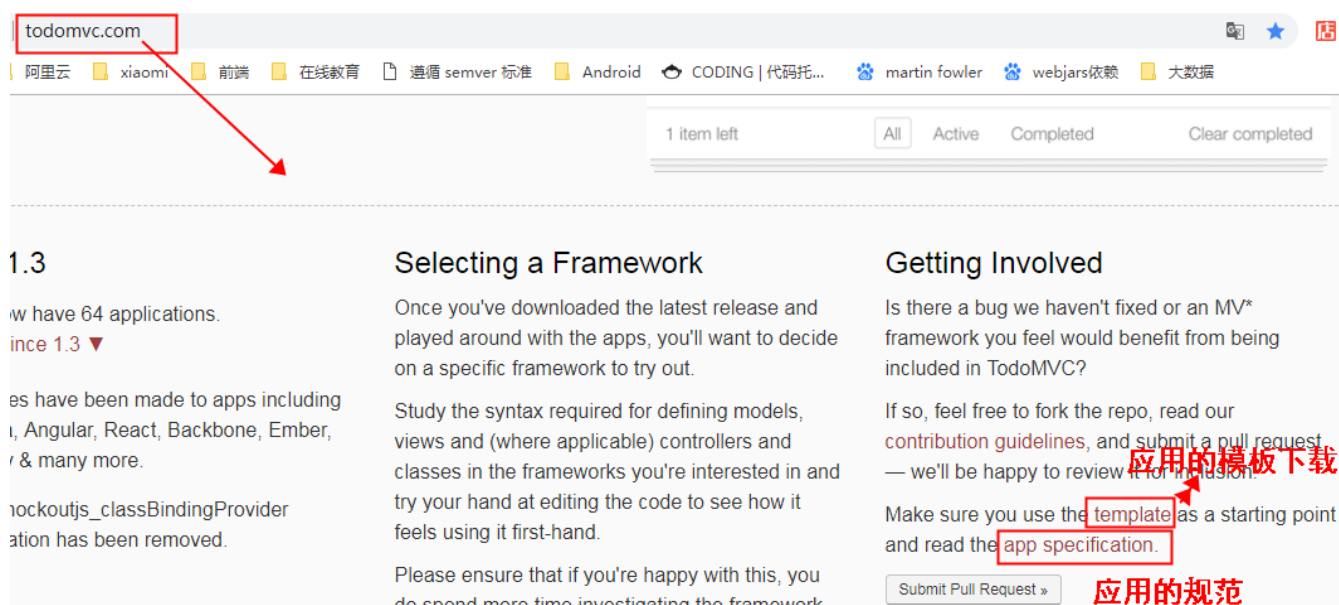 todomvc.com
店
阿里云 xiaomi 前端 在线教育 遵循 semver 标准 Android CODING | 代码托... martin fowler webjars依赖 大数据
1 item left All Active Completed Clear completed
1.3
ow have 64 applications.
ince 1.3 ▼
es have been made to apps including
, Angular, React, Backbone, Ember,
& many more.
nockoutjs_classBindingProvider
ation has been removed.
Selecting a Framework
Once you've downloaded the latest release and
played around with the apps, you'll want to decide
on a specific framework to try out.
Study the syntax required for defining models,
views and (where applicable) controllers and
classes in the frameworks you're interested in and
try your hand at editing the code to see how it
feels using it first-hand.
Please ensure that if you're happy with this, you
do spend more time investigating the framework
Getting Involved
Is there a bug we haven't fixed or an MV*
framework you feel would benefit from being
included in TodoMVC?
If so, feel free to fork the repo, read our
contribution guidelines, and submit a pull request
— we'll be happy to review it for inclusion.
应用的模板下载
Make sure you use the template as a starting point
and read the app specification.
Submit Pull Request »
应用的规范